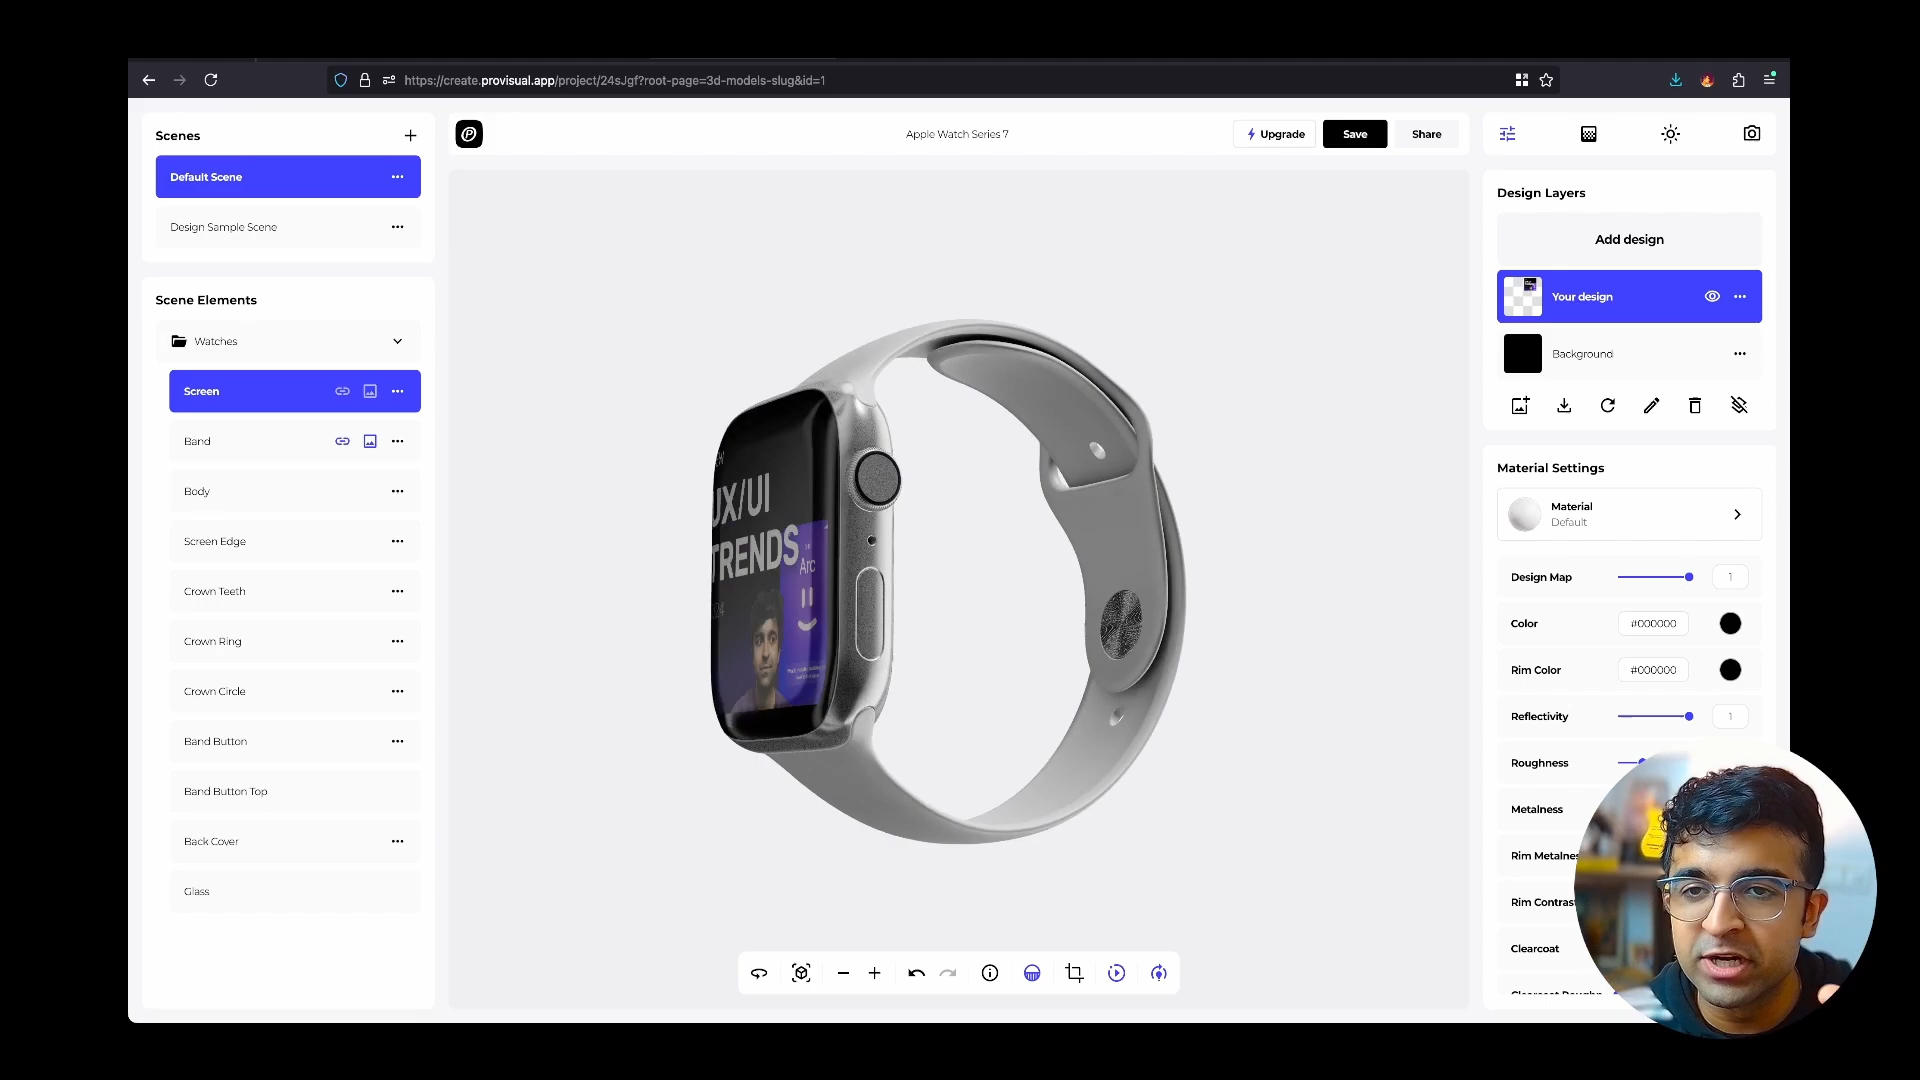 https://create.provisual.app/project/24sJgf?root-page=3d-models-slug&id=1
Scenes
Default Scene
Design Sample Scene
Scene Elements
Watches
Screen
Band
Body
Screen Edge
Crown Teeth
Crown Ring
Crown Circle
Band Button
Band Button Top
Back Cover
Glass
Apple Watch Series 7
Upgrade
Save
Share
UX/UI
TRENDS
Arc
Design Layers
Add design
Your design
Background
Material Settings
Material
Default
Design Map
1
Color
#000000
Rim Color
#000000
Reflectivity
1
Roughness
Metalness
Rim Metalnes
Rim Contras
Clearcoat